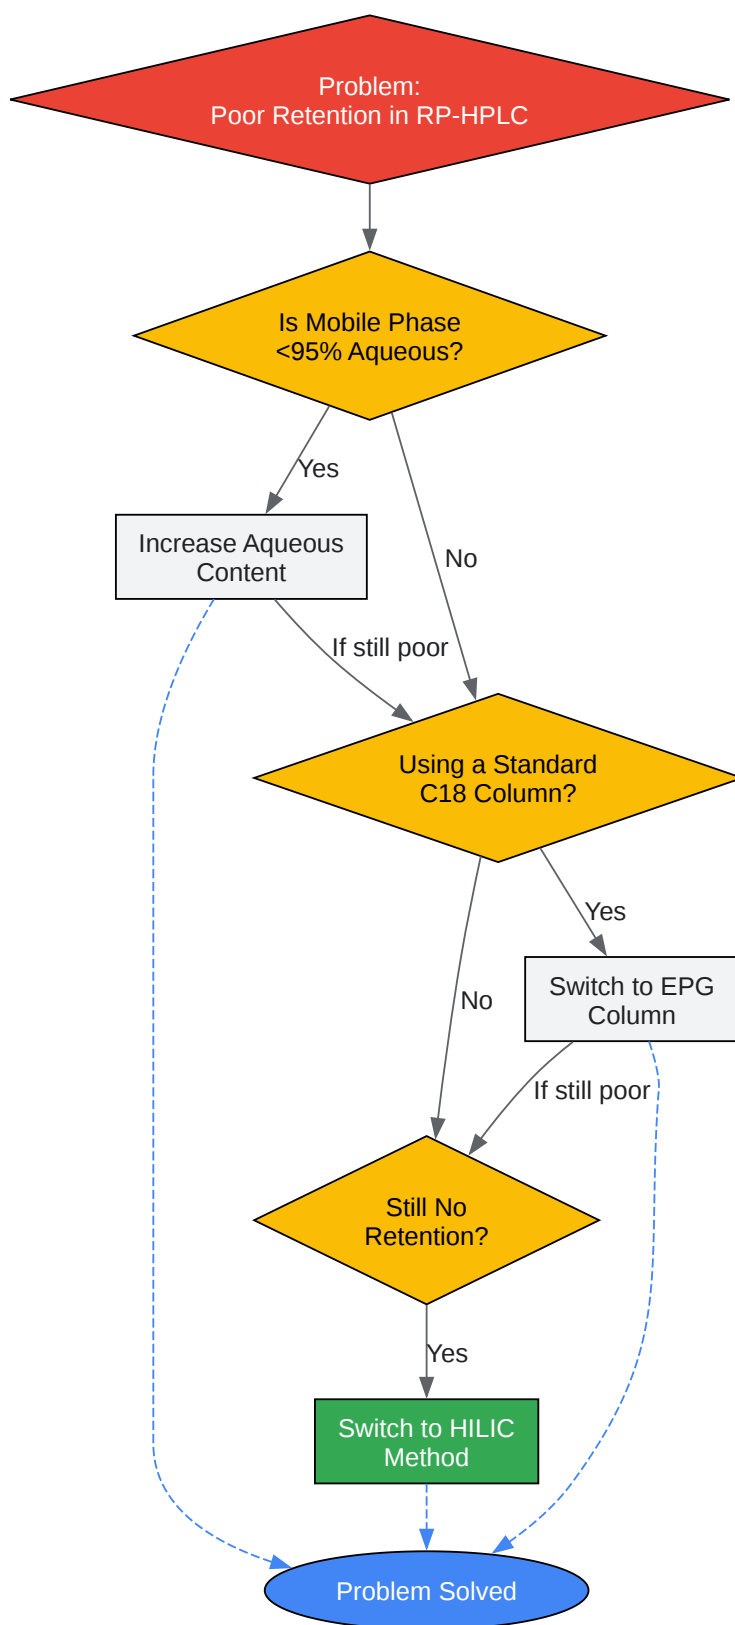 Problem:
Poor Retention in RP-HPLC
Is Mobile Phase
<95% Aqueous?
Yes
Increase Aqueous
Content
No
If still poor
Using a Standard
C18 Column?
Yes
Switch to EPG
Column
No
If still poor
Still No
Retention?
Yes
Switch to HILIC
Method
Problem Solved